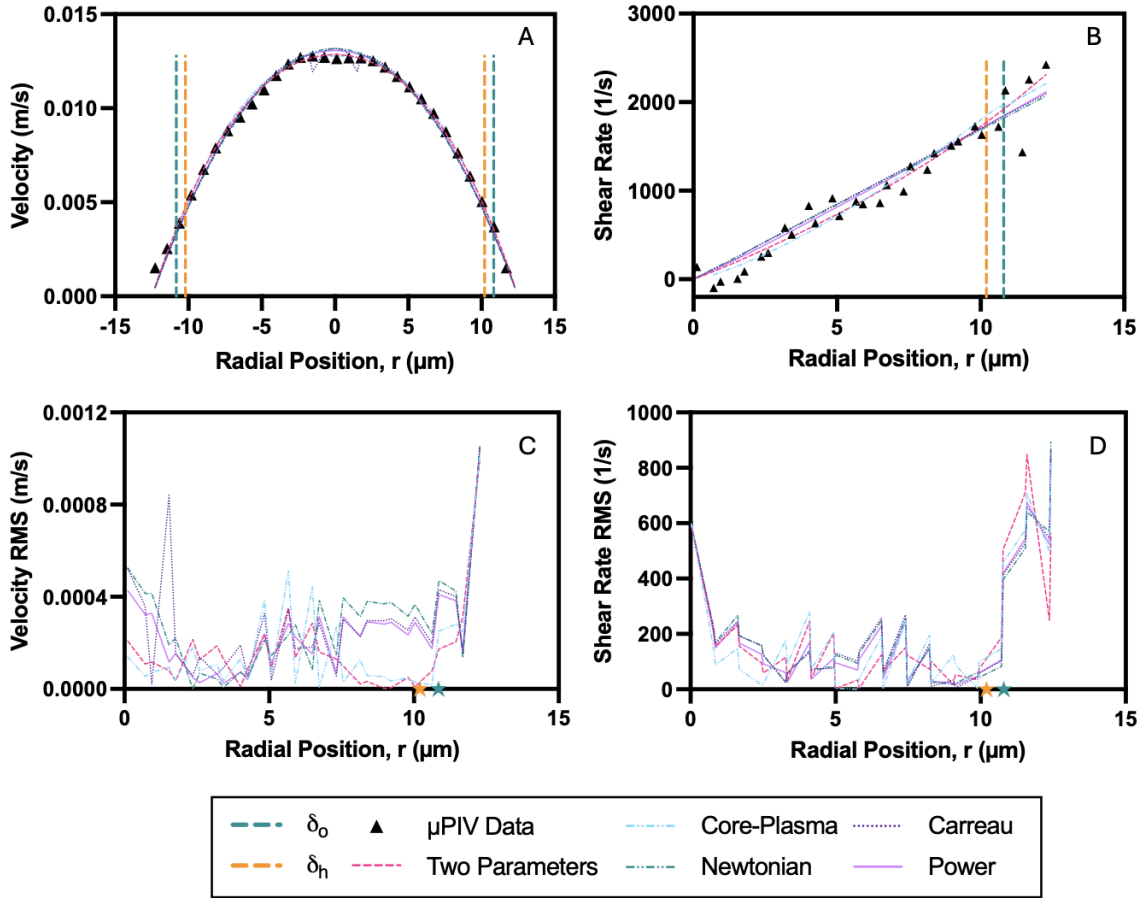 A
B
Velocity (m/s)
0.015
0.010
0.005
0.000
-15 -10 -5 0 5 10 15
Radial Position, r (μm)
Shear Rate (1/s)
3000
2000
1000
0
0 5 10 15
Radial Position, r (μm)
C
D
Velocity RMS (m/s)
0.0012
0.0008
0.0004
0.0000
0 5 10 15
Radial Position, r (μm)
Shear Rate RMS (1/s)
1000
800
600
400
200
0
0 5 10 15
Radial Position, r (μm)
δo μPIV Data Core-Plasma Carreau
δh Two Parameters Newtonian Power